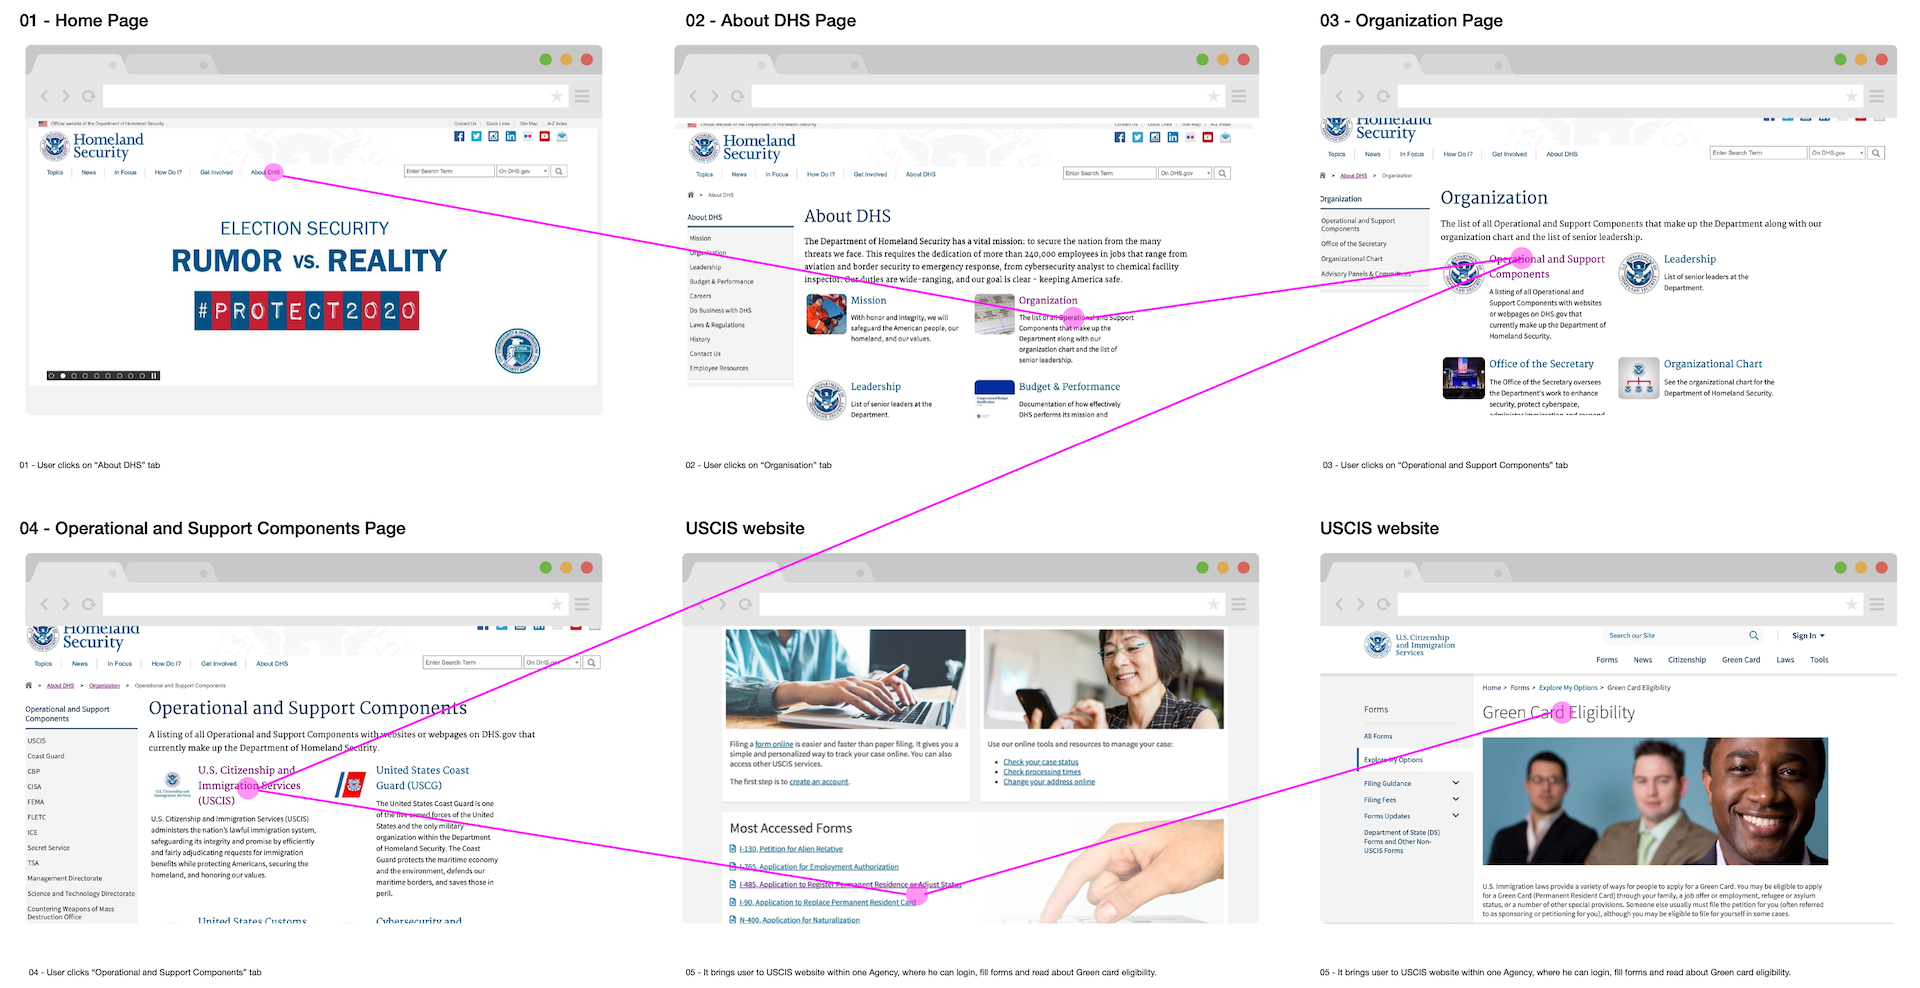 01 - Home Page
Official website of the Department of Homeland Security
Contact Us
Quick Links
Site Map
A-Z Index
Homeland
Security
Topics
News
In Focus
How Do I?
Get Involved
About DHS
Enter Search Term
On DHS.gov
ELECTION SECURITY
RUMOR VS. REALITY
#PROTECT2020
01 - User clicks on “About DHS” tab
02 - About DHS Page
Homeland
Security
Topics
News
In Focus
How Do I?
Get Involved
About DHS
Enter Search Term
On DHS.gov
> About DHS
About DHS
Mission
Organization
Leadership
Budget & Performance
Careers
Do Business with DHS
Laws & Regulations
History
Contact Us
Employee Resources
About DHS
The Department of Homeland Security has a vital mission: to secure the nation from the many
threats we face. This requires the dedication of more than 240,000 employees in jobs that range from
aviation and border security to emergency response, from cybersecurity analyst to chemical facility
inspector. Our duties are wide-ranging, and our goal is clear - keeping America safe.
Mission
With honor and integrity, we will
safeguard the American people, our
homeland, and our values.
Organization
The list of all Operational and Support
Components that make up the
Department along with our
organization chart and the list of
senior leadership.
Leadership
List of senior leaders at the
Department.
Budget & Performance
Documentation of how effectively
DHS performs its mission and
02 - User clicks on “Organisation” tab
03 - Organization Page
Homeland
Security
Topics
News
In Focus
How Do I?
Get Involved
About DHS
Enter Search Term
On DHS.gov
> About DHS > Organization
Organization
Operational and Support
Components
Office of the Secretary
Organizational Chart
Advisory Panels & Committees
Organization
The list of all Operational and Support Components that make up the Department along with our
organization chart and the list of senior leadership.
Operational and Support
Components
A listing of all Operational and
Support Components with websites
or webpages on DHS.gov that
currently make up the Department of
Homeland Security.
Leadership
List of senior leaders at the
Department.
Office of the Secretary
The Office of the Secretary oversees
the Department's work to enhance
security, protect cyberspace,
administer immigration and respond
Organizational Chart
See the organizational chart for the
Department of Homeland Security.
03 - User clicks on “Operational and Support Components” tab
04 - Operational and Support Components Page
Homeland
Security
Topics
News
In Focus
How Do I?
Get Involved
About DHS
Enter Search Term
On DHS.gov
> About DHS > Organization > Operational and Support Components
Operational and Support
Components
USCIS
Coast Guard
CBP
CISA
FEMA
FLETC
ICE
Secret Service
TSA
Management Directorate
Science and Technology Directorate
Countering Weapons of Mass
Destruction Office
Operational and Support Components
A listing of all Operational and Support Components with websites or webpages on DHS.gov that
currently make up the Department of Homeland Security.
U.S. Citizenship and
Immigration Services
(USCIS)
U.S. Citizenship and Immigration Services (USCIS)
administers the nation's lawful immigration system,
safeguarding its integrity and promise by efficiently
and fairly adjudicating requests for immigration
benefits while protecting Americans, securing the
homeland, and honoring our values.
United States Coast
Guard (USCG)
The United States Coast Guard is one
of the five armed forces of the United
States and the only military
organization within the Department
of Homeland Security. The Coast
Guard protects the maritime economy
and the environment, defends our
maritime borders, and saves those in
peril.
United States Customs
Cybersecurity and
04 - User clicks “Operational and Support Components” tab
USCIS website
Filing a form online is easier and faster than paper filing. It gives you a
simple and personalized way to track your case online. You can also
access other USCIS services.
The first step is to create an account.
Use our online tools and resources to manage your case:
Check your case status
Check processing times
Change your address online
Most Accessed Forms
I-130, Petition for Alien Relative
I-765, Application for Employment Authorization
I-485, Application to Register Permanent Residence or Adjust Status
I-90, Application to Replace Permanent Resident Card
N-400, Application for Naturalization
05 - It brings user to USCIS website within one Agency, where he can login, fill forms and read about Green card eligibility.
USCIS website
U.S. Citizenship
and Immigration
Services
Search our Site
Sign In
Forms
News
Citizenship
Green Card
Laws
Tools
Home > Forms > Explore My Options > Green Card Eligibility
Forms
All Forms
Explore My Options
Filing Guidance
Filing Fees
Forms Updates
Department of State (DS)
Forms and Other Non-
USCIS Forms
Green Card Eligibility
U.S. immigration laws provide a variety of ways for people to apply for a Green Card. You may be eligible to apply
for a Green Card (Permanent Resident Card) through your family, a job offer or employment, refugee or asylum
status, or a number of other special provisions. Someone else usually must file the petition for you (often referred
to as sponsoring or petitioning for you), although you may be eligible to file for yourself in some cases.
05 - It brings user to USCIS website within one Agency, where he can login, fill forms and read about Green card eligibility.